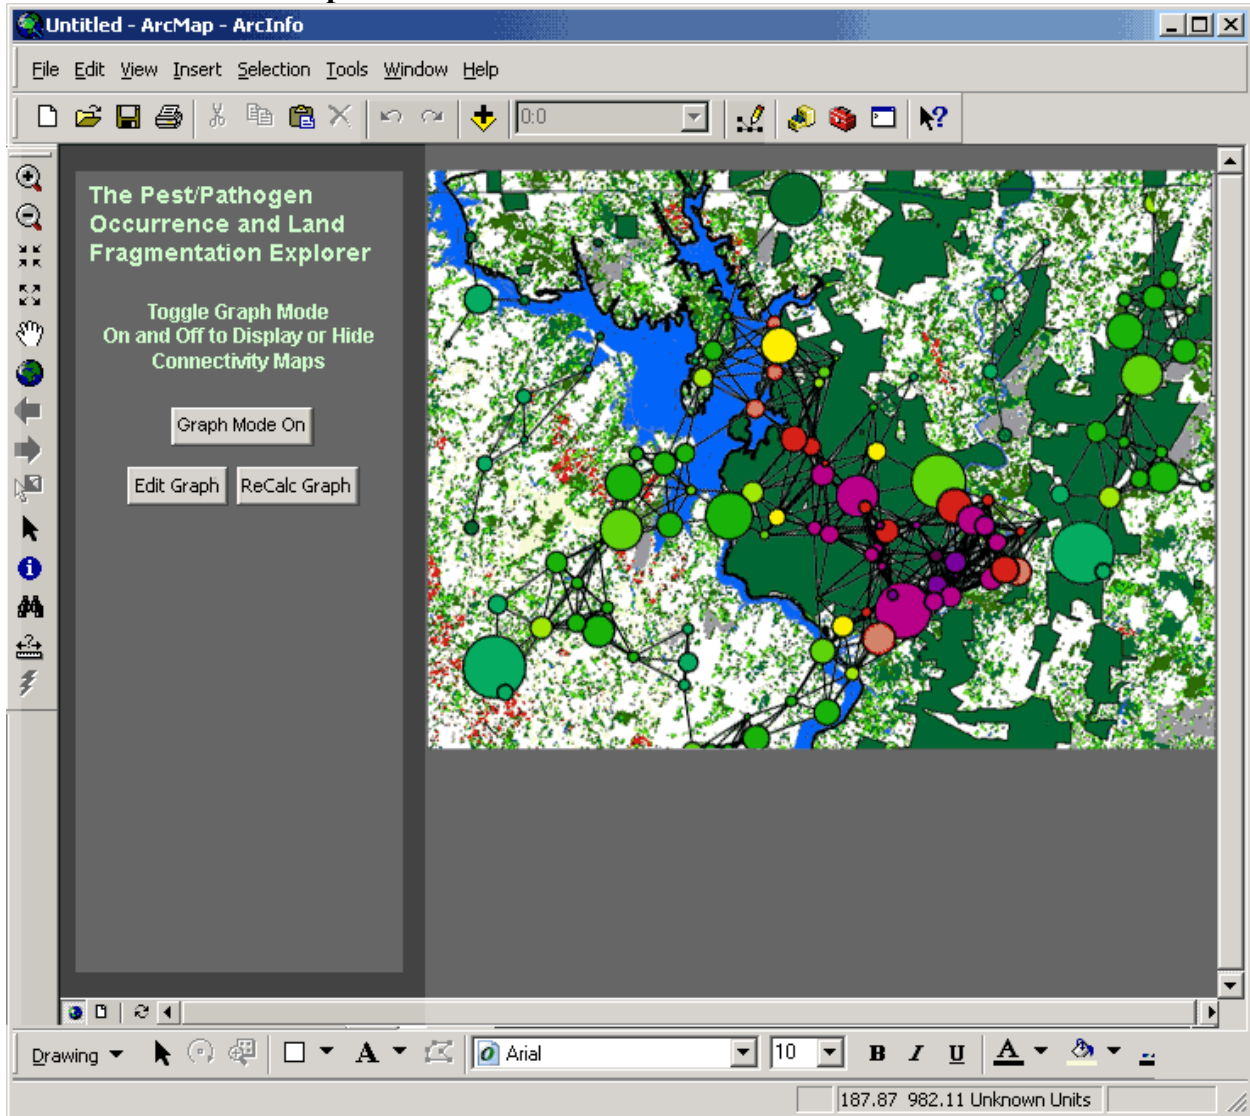 Untitled - ArcMap - ArcInfo
File Edit View Insert Selection Tools Window Help
0:0
The Pest/Pathogen
Occurrence and Land
Fragmentation Explorer
Toggle Graph Mode
On and Off to Display or Hide
Connectivity Maps
Graph Mode On
Edit Graph ReCalc Graph
Drawing A Arial 10 B I U A
187.87 982.11 Unknown Units